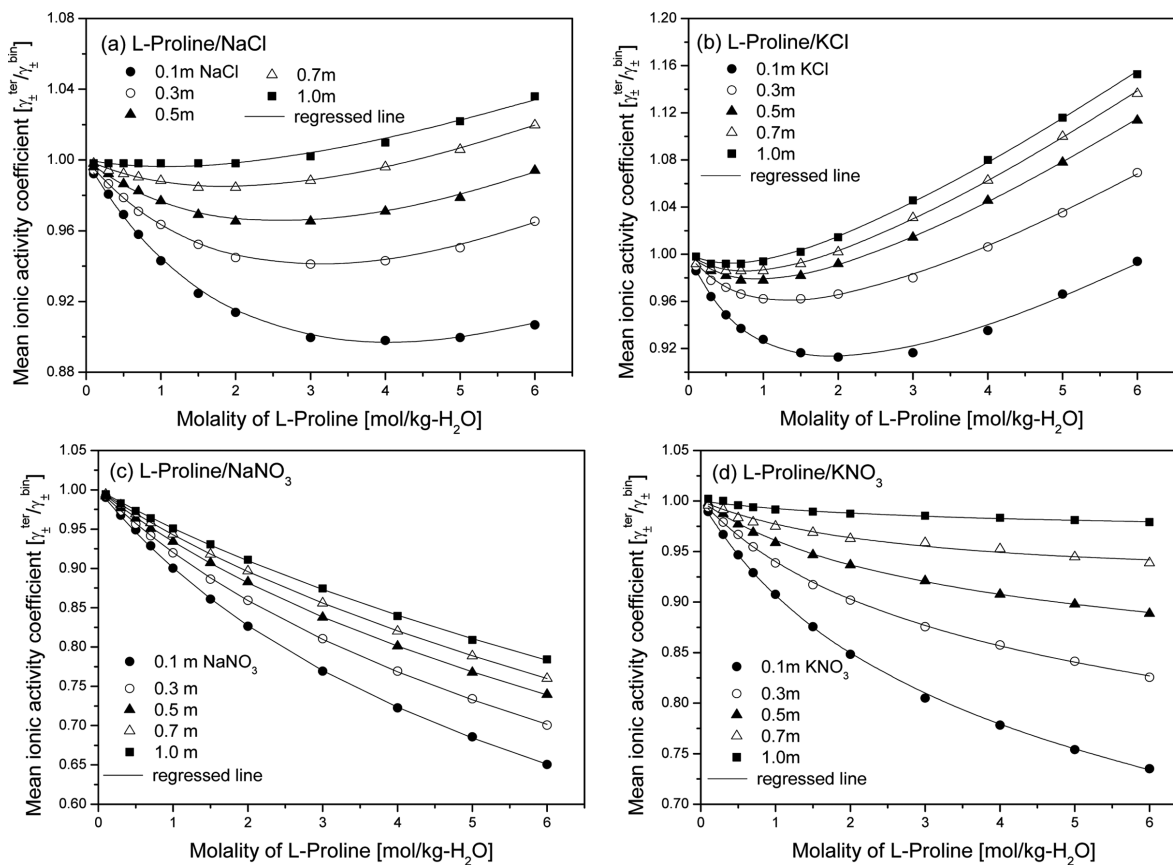 Mean ionic activity coefficient [γ±ter/γ±bin]
1.08
1.04
1.00
0.96
0.92
0.88
(a) L-Proline/NaCl
0.1m NaCl
0.3m
0.5m
0.7m
1.0m
regressed line
0 1 2 3 4 5 6
Molality of L-Proline [mol/kg-H2O]
Mean ionic activity coefficient [γ±ter/γ±bin]
1.20
1.16
1.12
1.08
1.04
1.00
0.96
0.92
(b) L-Proline/KCl
0.1m KCl
0.3m
0.5m
0.7m
1.0m
regressed line
0 1 2 3 4 5 6
Molality of L-Proline [mol/kg-H2O]
Mean ionic activity coefficient [γ±ter/γ±bin]
1.05
1.00
0.95
0.90
0.85
0.80
0.75
0.70
0.65
0.60
(c) L-Proline/NaNO3
0.1 m NaNO3
0.3 m
0.5 m
0.7 m
1.0 m
regressed line
0 1 2 3 4 5 6
Molality of L-Proline [mol/kg-H2O]
Mean ionic activity coefficient [γ±ter/γ±bin]
1.05
1.00
0.95
0.90
0.85
0.80
0.75
0.70
(d) L-Proline/KNO3
0.1m KNO3
0.3m
0.5m
0.7m
1.0m
regressed line
0 1 2 3 4 5 6
Molality of L-Proline [mol/kg-H2O]